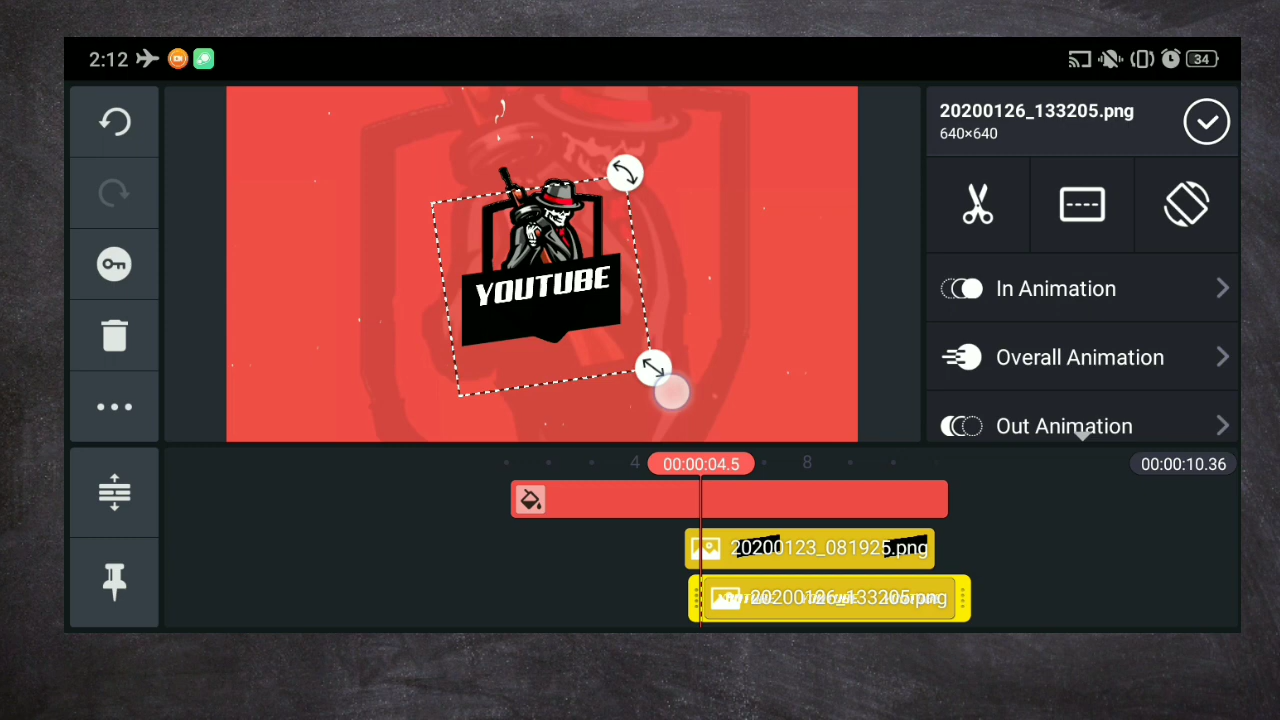 2:12
34
20200126_133205.png
640×640
YOUTUBE
In Animation
Overall Animation
Out Animation
4
00:00:04.5
8
00:00:10.36
20200123_081925.png
20200126_133205.png